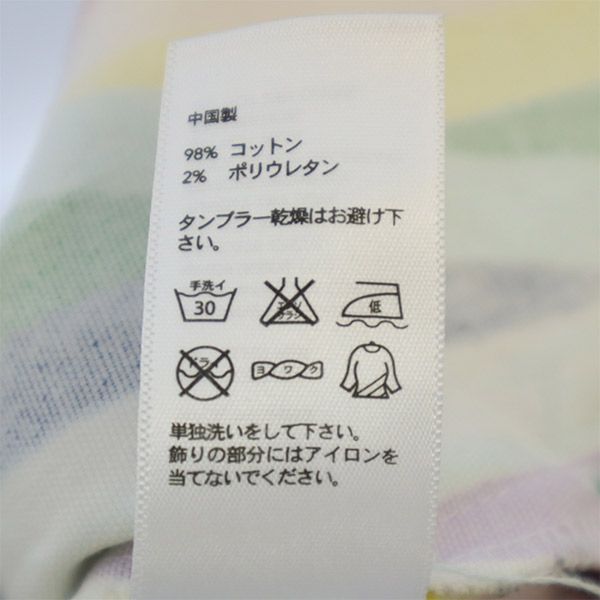 中国製
98% コットン
2% ポリウレタン
タンブラー乾燥はお避け下
さい。
手洗イ
30
エンソ
サラシ
低
ドライ
ヨワク
単独洗いをして下さい。
飾りの部分にはアイロンを
当てないでください。